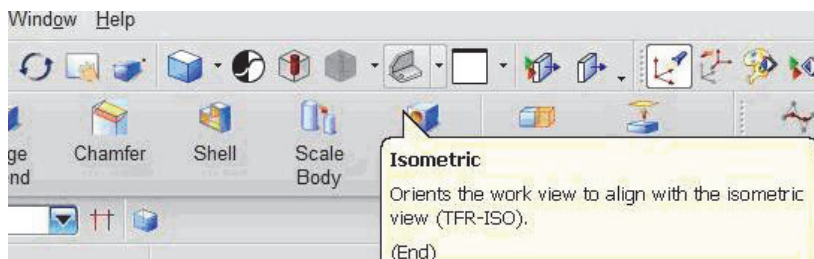 Window Help
ge
nd
Chamfer
Shell
Scale
Body
Isometric
Orients the work view to align with the isometric
view (TFR-ISO).
(End)